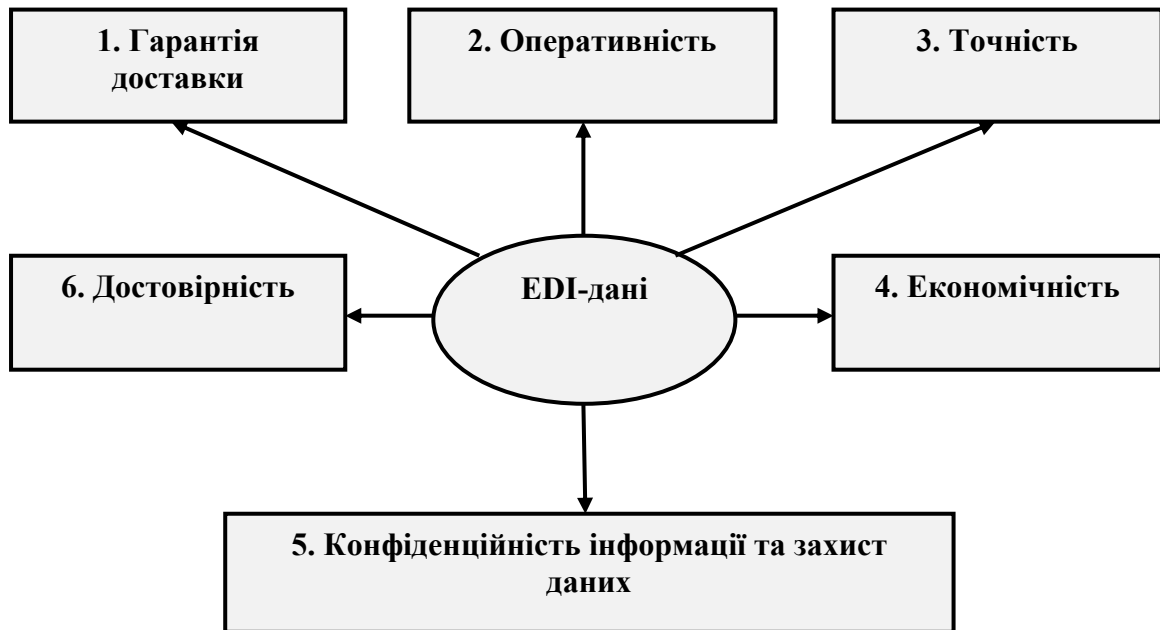 1. Гарантія
доставки
2. Оперативність
3. Точність
6. Достовірність
EDI-дані
4. Економічність
5. Конфіденційність інформації та захист
даних